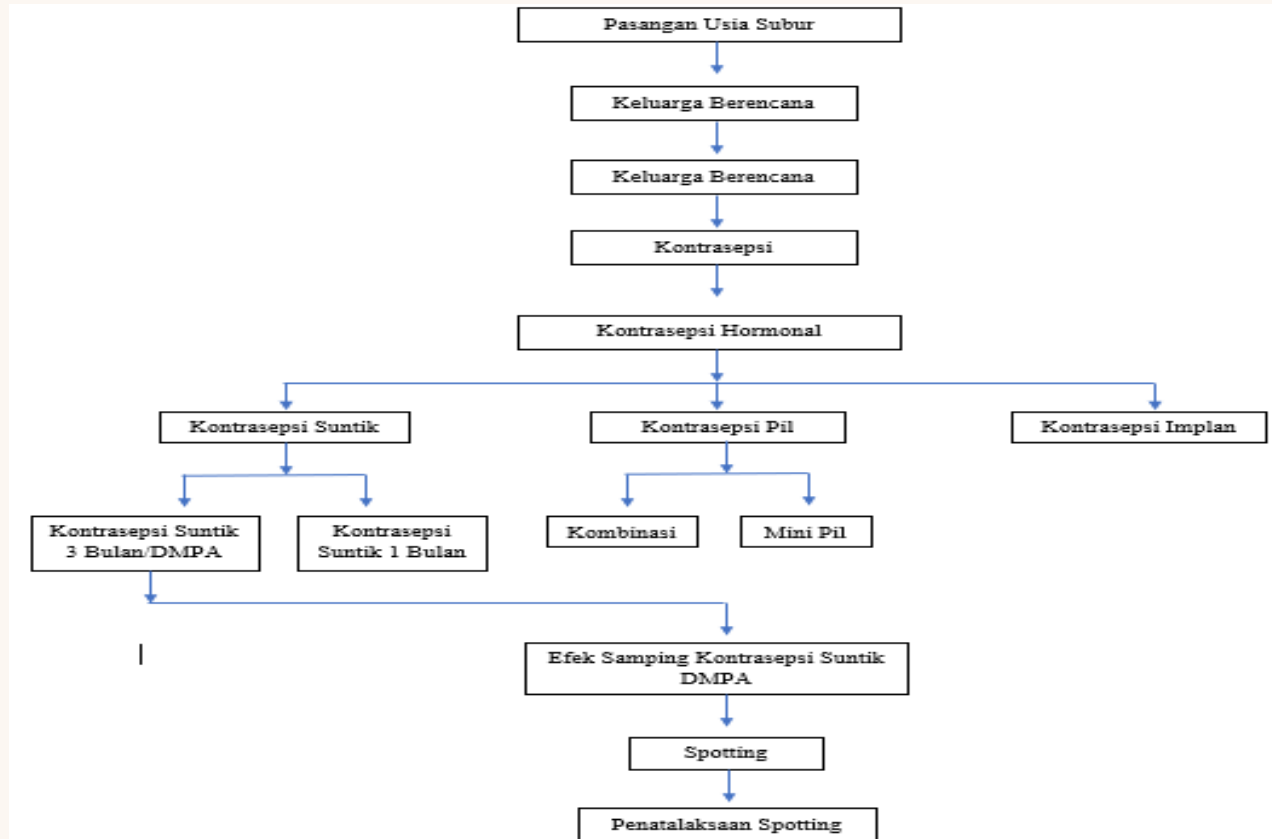 Pasangan Usia Subur
Keluarga Berencana
Keluarga Berencana
Kontrasepsi
Kontrasepsi Hormonal
Kontrasepsi Suntik
Kontrasepsi Pil
Kontrasepsi Implan
Kontrasepsi Suntik
3 Bulan/DMPA
Kontrasepsi
Suntik 1 Bulan
Kombinasi
Mini Pil
Efek Samping Kontrasepsi Suntik
DMPA
Spotting
Penatalaksaan Spotting